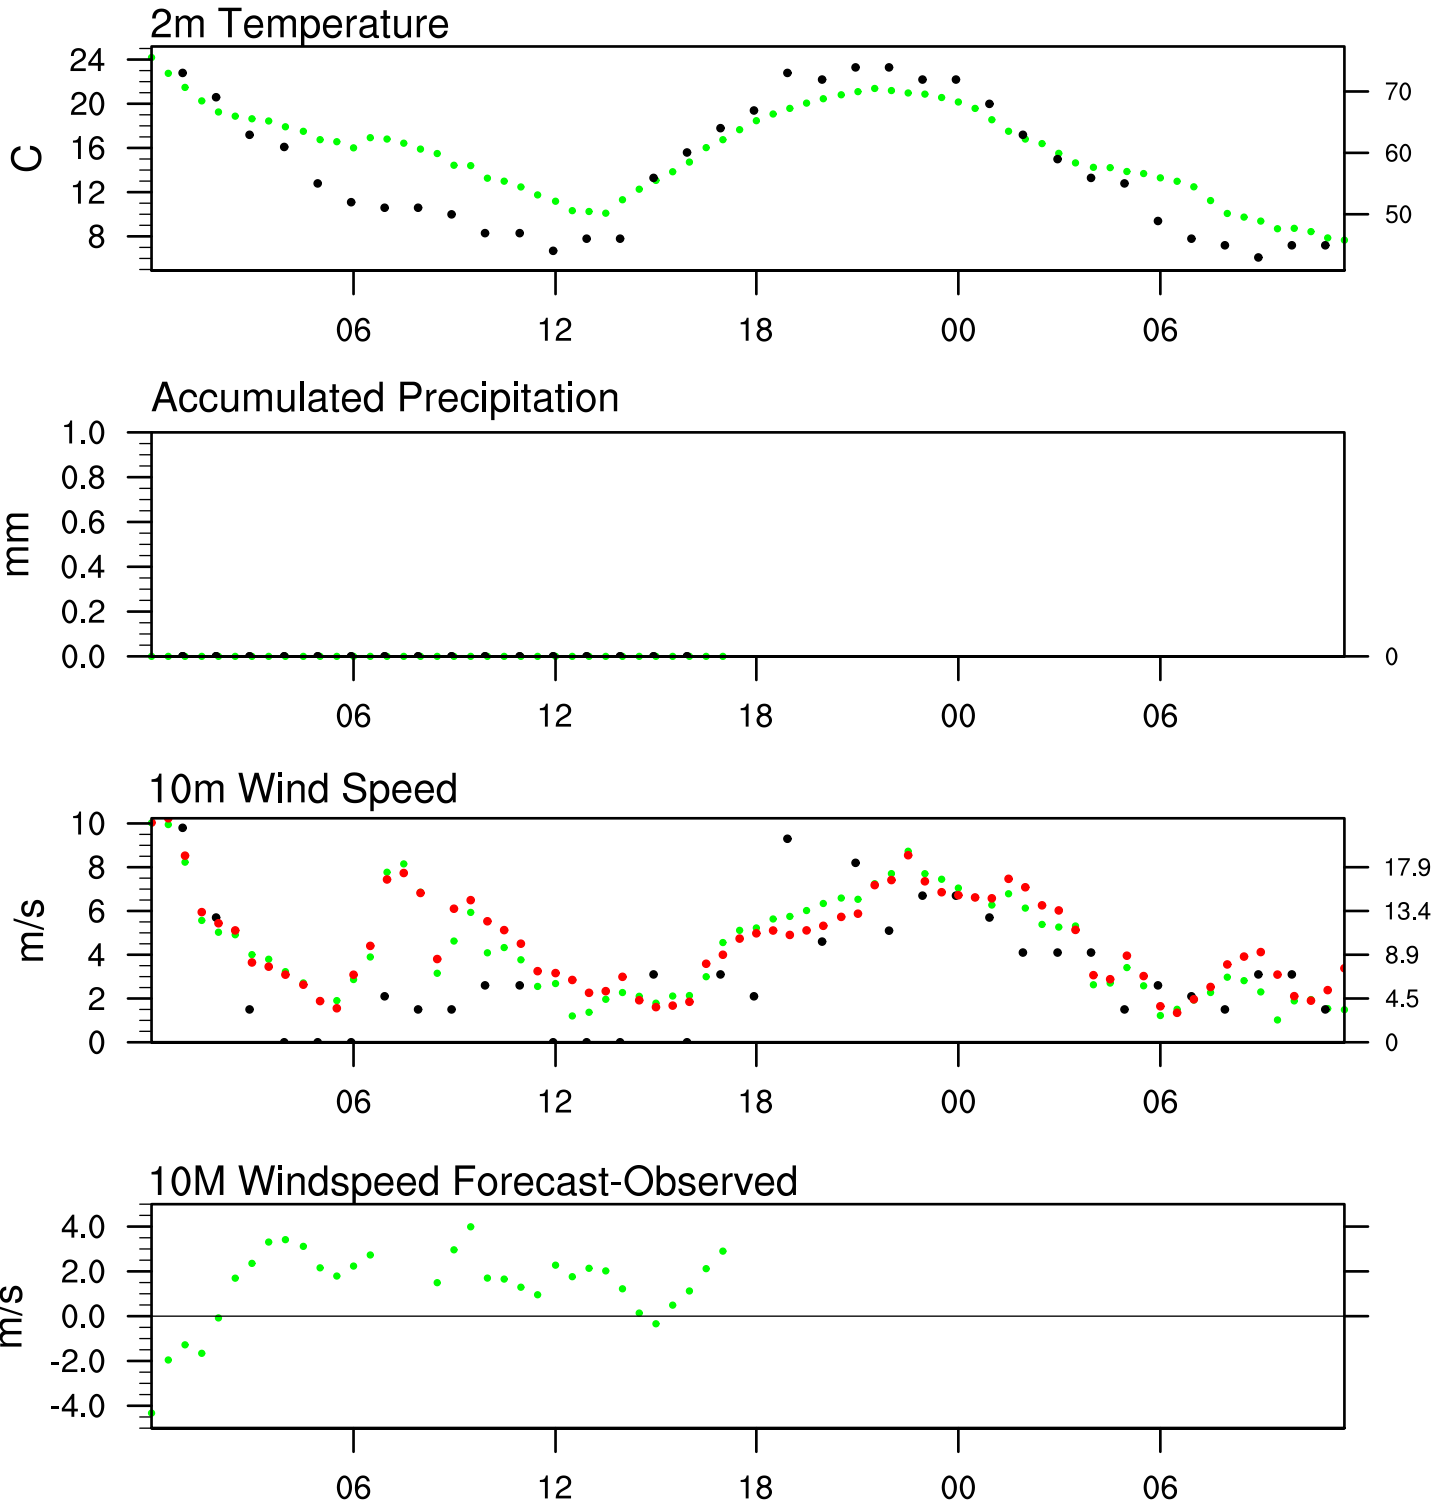 2m Temperature
24
20
16
12
8
C
70
60
50
06 12 18 00 06
Accumulated Precipitation
1.0
0.8
0.6
0.4
0.2
0.0
mm
0
06 12 18 00 06
10m Wind Speed
10
8
6
4
2
0
m/s
17.9
13.4
8.9
4.5
0
06 12 18 00 06
10M Windspeed Forecast-Observed
4.0
2.0
0.0
-2.0
-4.0
m/s
06 12 18 00 06